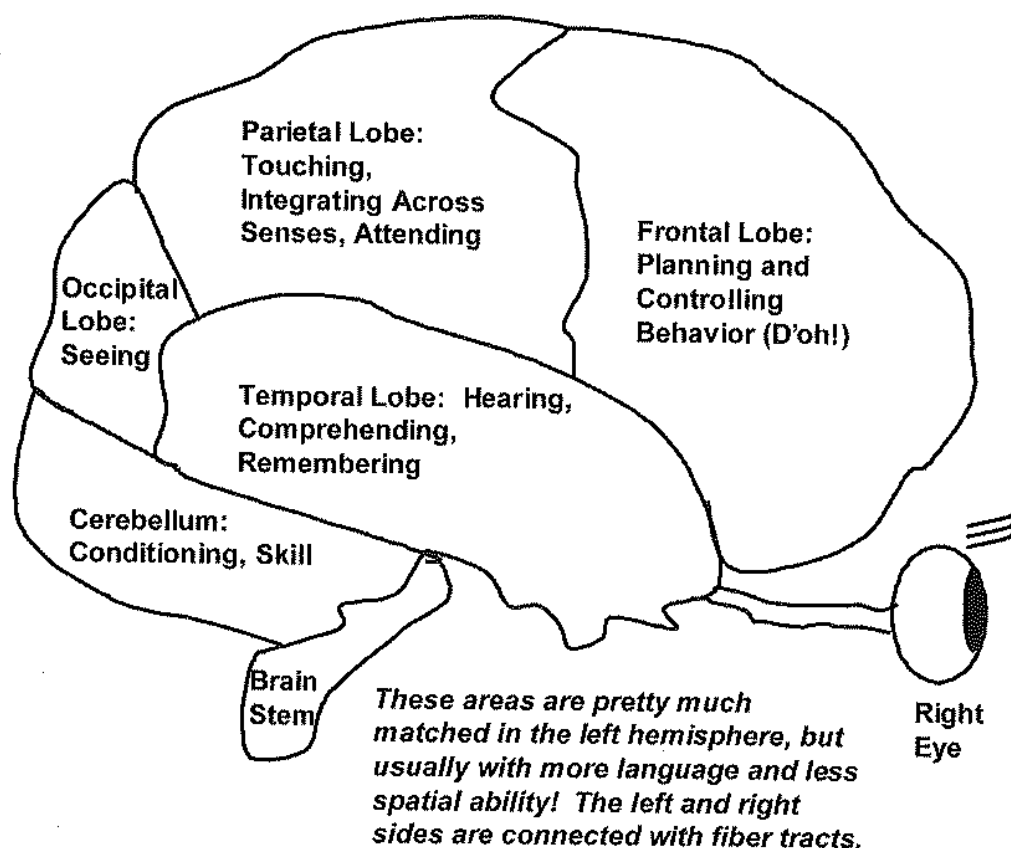 Parietal Lobe:
Touching,
Integrating Across
Senses, Attending
Frontal Lobe:
Planning and
Controlling
Behavior (D'oh!)
Occipital
Lobe:
Seeing
Temporal Lobe: Hearing,
Comprehending,
Remembering
Cerebellum:
Conditioning, Skill
Brain
Stem
These areas are pretty much
matched in the left hemisphere, but
usually with more language and less
spatial ability! The left and right
sides are connected with fiber tracts.
Right
Eye